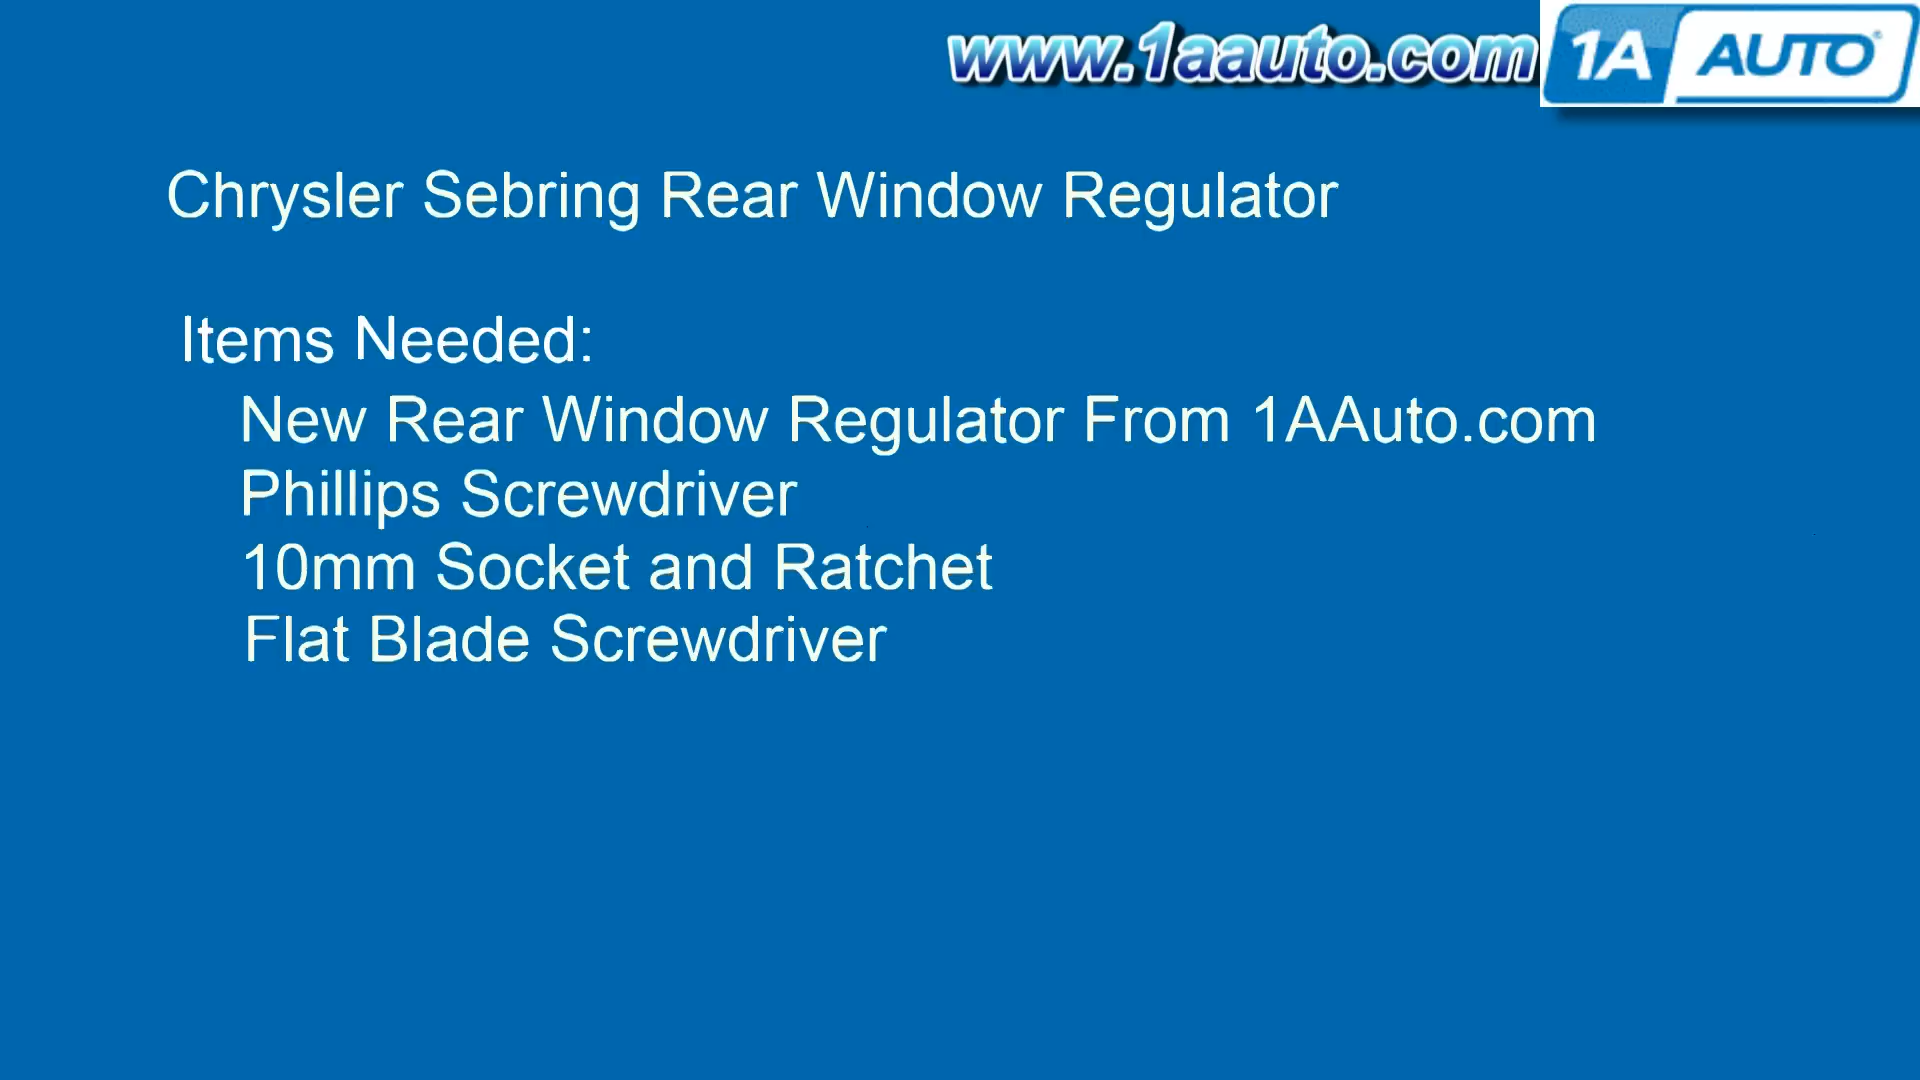 www.1aauto.com 1A AUTO®
Chrysler Sebring Rear Window Regulator
Items Needed:
New Rear Window Regulator From 1AAuto.com
Phillips Screwdriver
10mm Socket and Ratchet
Flat Blade Screwdriver